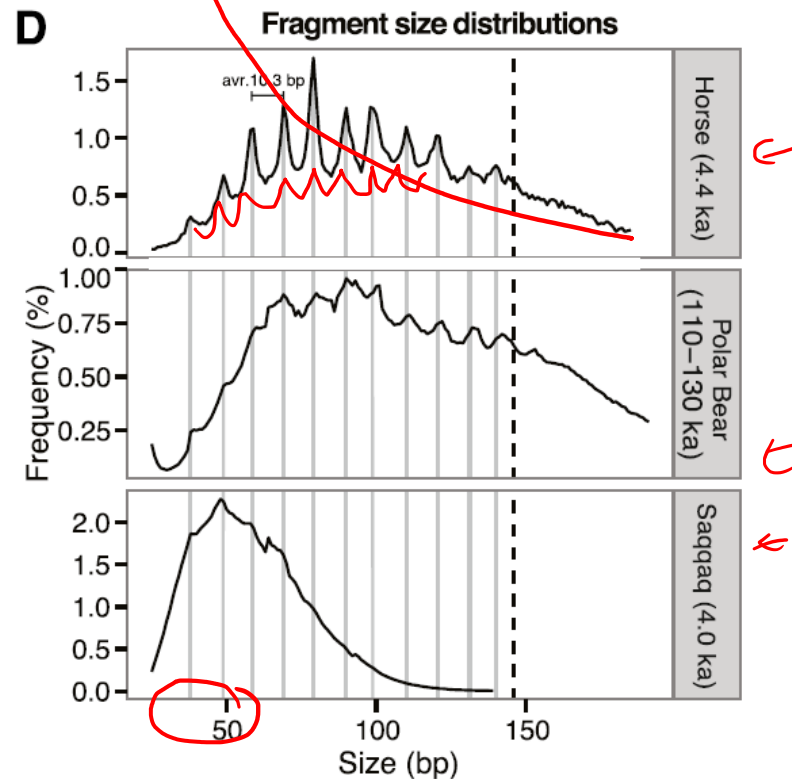 D
Fragment size distributions
avr.10.3 bp
1.5
1.0
0.5
0.0
Horse (4.4 ka)
1.00
0.75
0.50
0.25
Polar Bear
(110–130 ka)
Frequency (%)
2.0
1.5
1.0
0.5
0.0
Saqqaq (4.0 ka)
50
100
150
Size (bp)